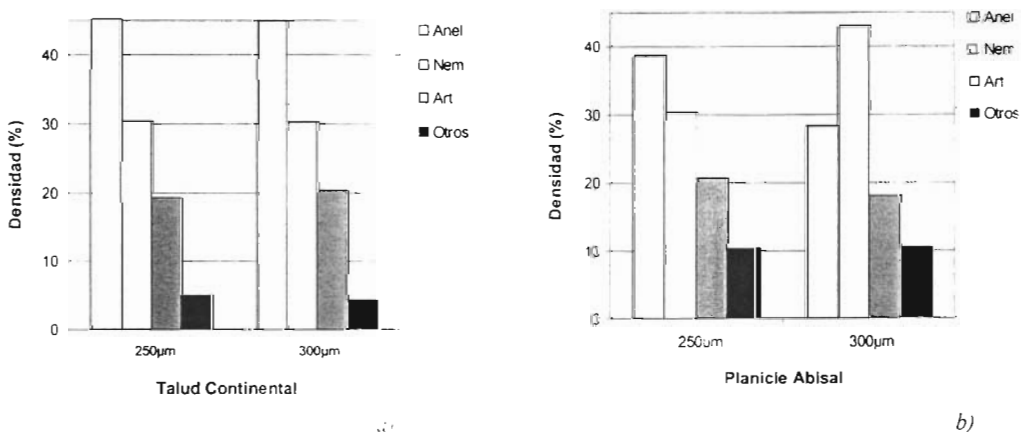 Densidad (%)
40
30
20
10
0
250µm
300µm
Talud Continental
Anel
Nem
Art
Otros
Densidad (%)
40
30
20
10
0
250µm
300µm
Planicie Abisal
Anel
Nem
Art
Otros
b)